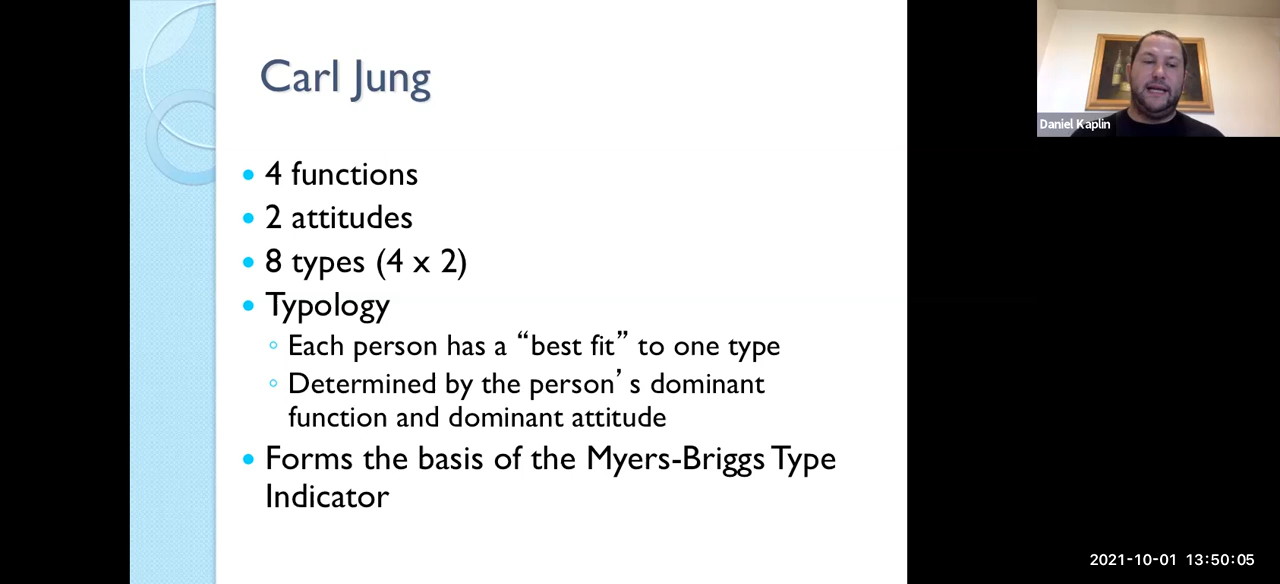 Carl Jung
4 functions
2 attitudes
8 types (4 x 2)
Typology
Each person has a “best fit” to one type
Determined by the person’ s dominant
function and dominant attitude
Forms the basis of the Myers-Briggs Type
Indicator
Daniel Kaplin
2021-10-01 13:50:05